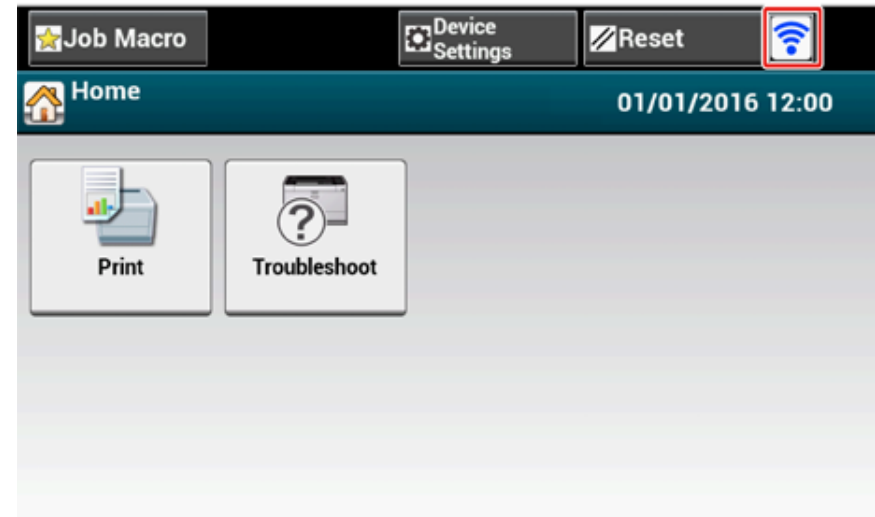 Job Macro
Device
Settings
Reset
Home
01/01/2016 12:00
Print
Troubleshoot